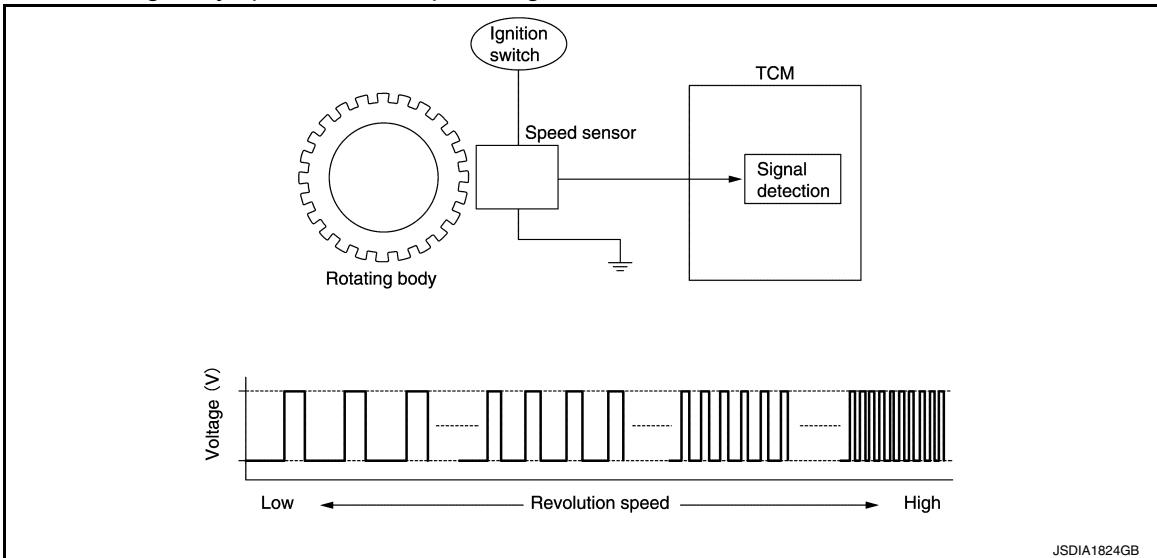 Ignition
switch
TCM
Speed sensor
Signal
detection
Rotating body
Voltage (V)
Low
Revolution speed
High
JSDIA1824GB